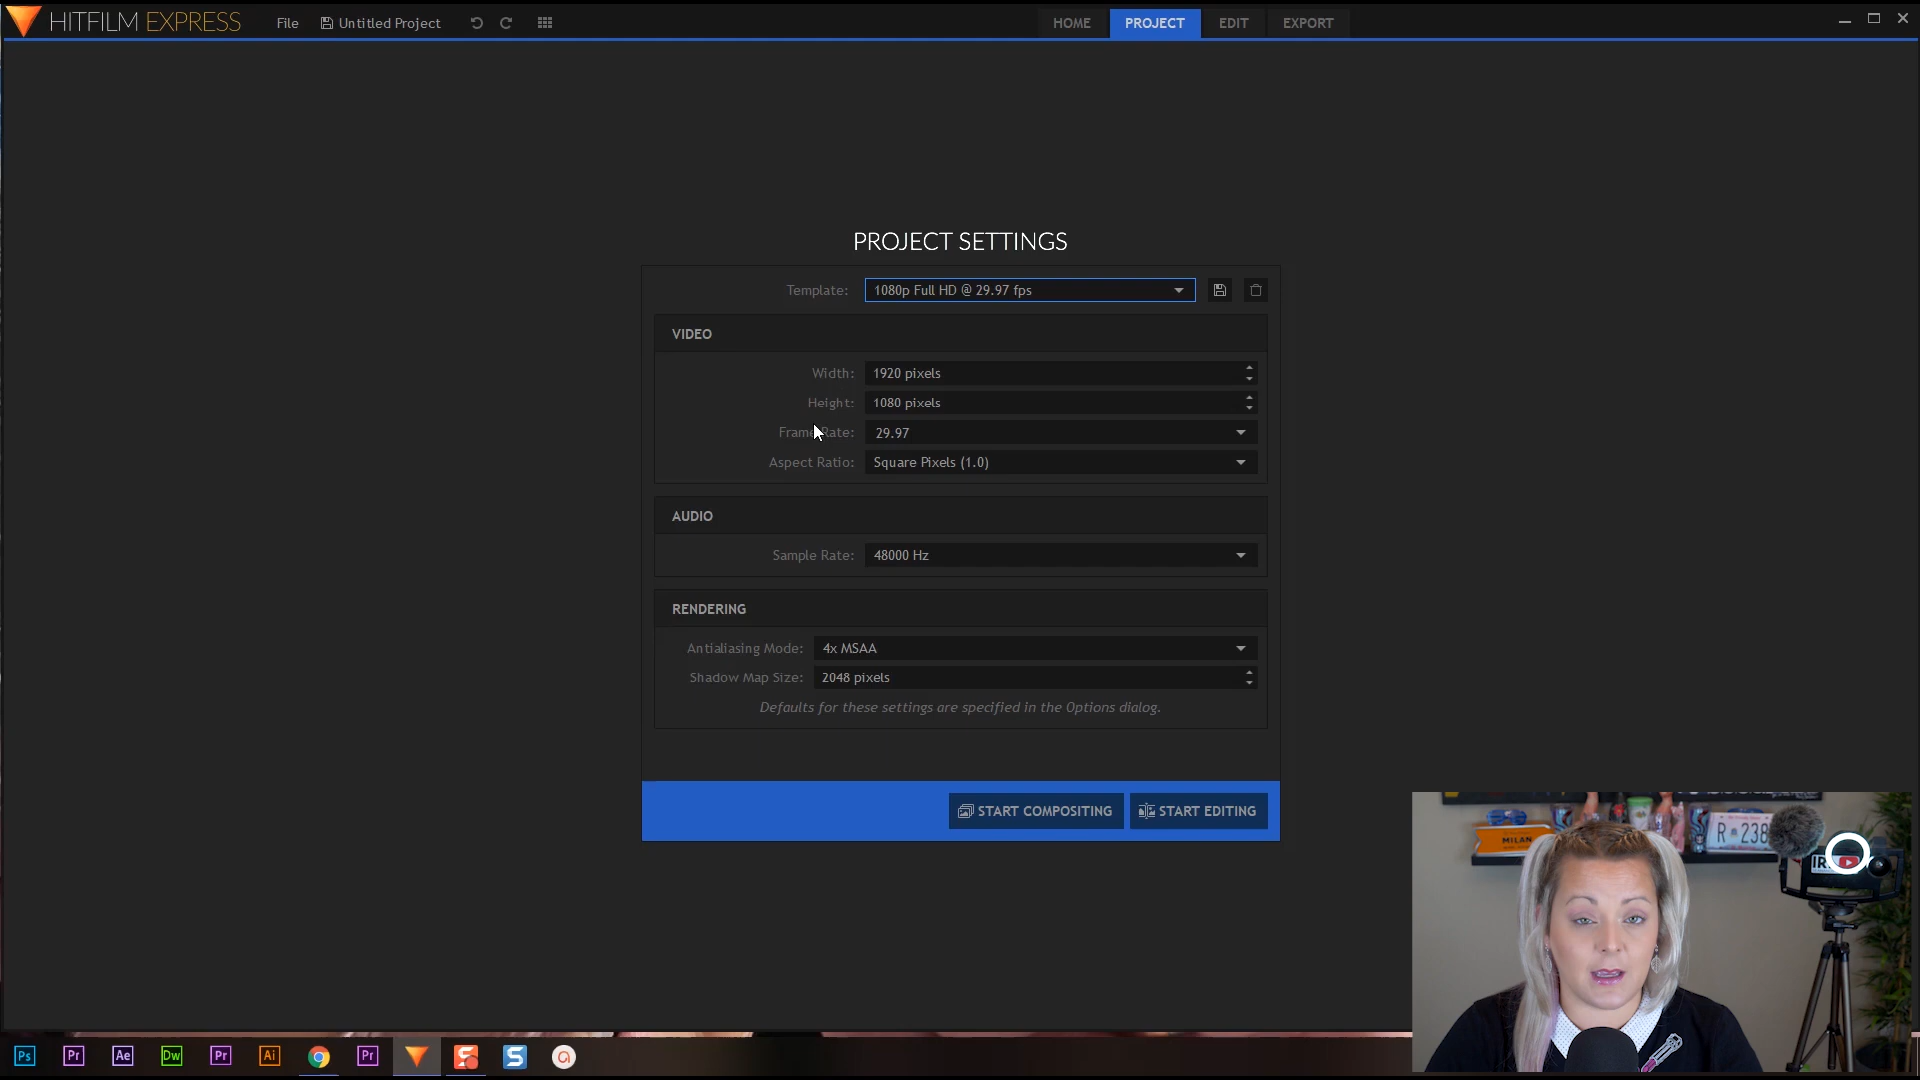 HITFILM EXPRESS File Untitled Project HOME PROJECT EDIT EXPORT
PROJECT SETTINGS
Template: 1080p Full HD @ 29.97 fps
VIDEO
Width: 1920 pixels
Height: 1080 pixels
Frame Rate: 29.97
Aspect Ratio: Square Pixels (1.0)
AUDIO
Sample Rate: 48000 Hz
RENDERING
Antialiasing Mode: 4x MSAA
Shadow Map Size: 2048 pixels
Defaults for these settings are specified in the Options dialog.
START COMPOSITING START EDITING
MILAN
R 238
Ps Pr Ae Dw Pr Ai Pr S S a